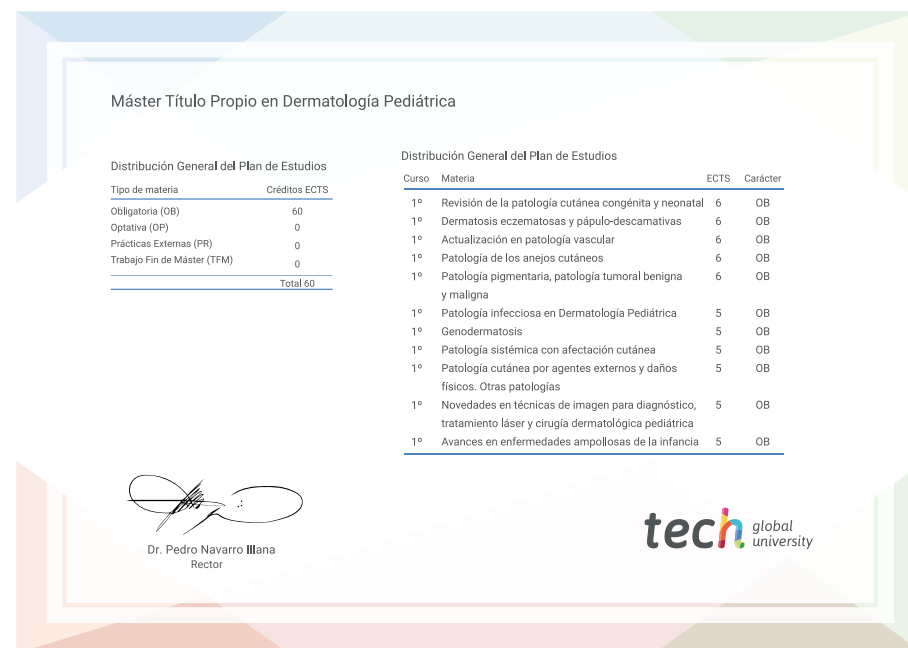 Máster Título Propio en Dermatología Pediátrica
Distribución General del Plan de Estudios
Tipo de materia Créditos ECTS
Obligatoria (OB) 60
Optativa (OP) 0
Prácticas Externas (PR) 0
Trabajo Fin de Máster (TFM) 0
Total 60
Distribución General del Plan de Estudios
Curso Materia ECTS Carácter
1º Revisión de la patología cutánea congénita y neonatal 6 OB
1º Dermatosis eczematosas y pápulo-descamativas 6 OB
1º Actualización en patología vascular 6 OB
1º Patología de los anejos cutáneos 6 OB
1º Patología pigmentaria, patología tumoral benigna 6 OB
y maligna
1º Patología infecciosa en Dermatología Pediátrica 5 OB
1º Genodermatosis 5 OB
1º Patología sistémica con afectación cutánea 5 OB
1º Patología cutánea por agentes externos y daños 5 OB
físicos. Otras patologías
1º Novedades en técnicas de imagen para diagnóstico, 5 OB
tratamiento láser y cirugía dermatológica pediátrica
1º Avances en enfermedades ampollosas de la infancia 5 OB
Dr. Pedro Navarro Illana
Rector
tech global
university